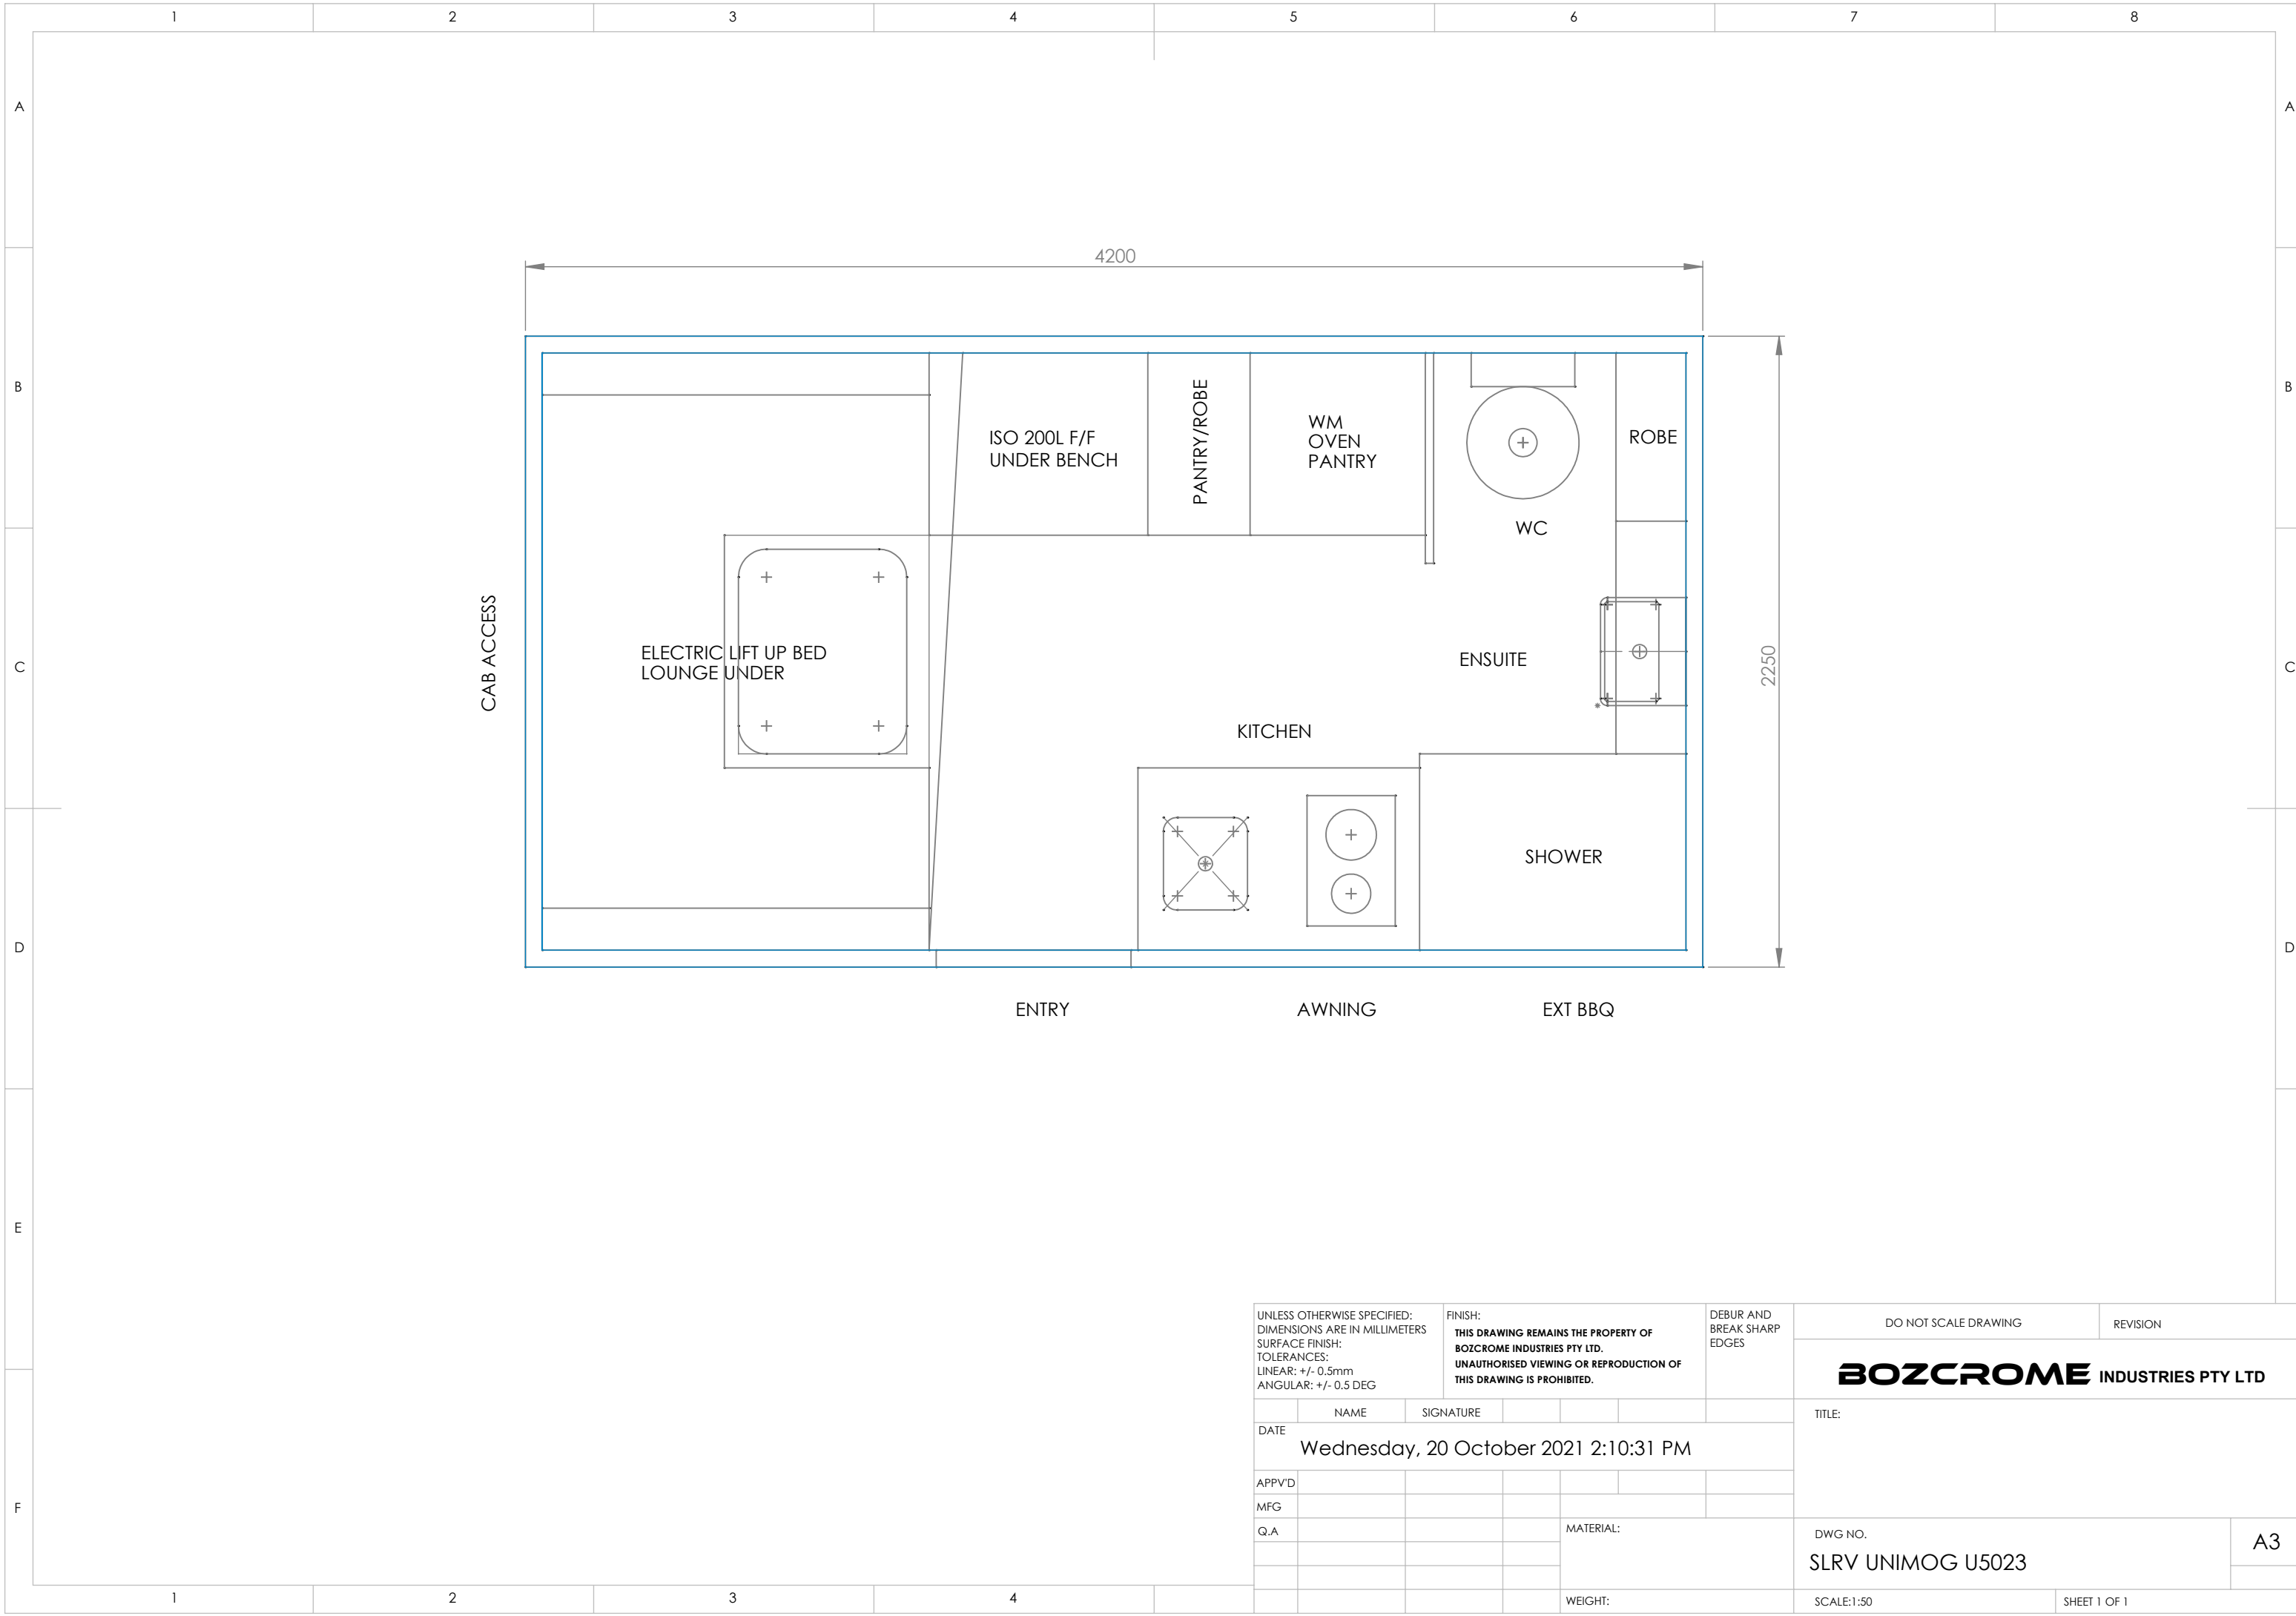 1 2 3 4 5 6 7 8
A A
4200
B B
ISO 200L F/F
UNDER BENCH
PANTRY/ROBE
WM
OVEN
PANTRY
ROBE
WC
CAB ACCESS
ELECTRIC LIFT UP BED
LOUNGE UNDER
C C
ENSUITE
2250
KITCHEN
SHOWER
D D
ENTRY AWNING EXT BBQ
E
F
UNLESS OTHERWISE SPECIFIED:
DIMENSIONS ARE IN MILLIMETERS
SURFACE FINISH:
TOLERANCES:
LINEAR: +/- 0.5mm
ANGULAR: +/- 0.5 DEG
FINISH:
THIS DRAWING REMAINS THE PROPERTY OF
BOZCROME INDUSTRIES PTY LTD.
UNAUTHORISED VIEWING OR REPRODUCTION OF
THIS DRAWING IS PROHIBITED.
DEBUR AND
BREAK SHARP
EDGES
DO NOT SCALE DRAWING
REVISION
BOZCROME INDUSTRIES PTY LTD
NAME SIGNATURE
DATE
Wednesday, 20 October 2021 2:10:31 PM
TITLE:
APPV'D
MFG
Q.A
MATERIAL:
DWG NO.
SLRV UNIMOG U5023
A3
WEIGHT:
SCALE:1:50
SHEET 1 OF 1
1 2 3 4